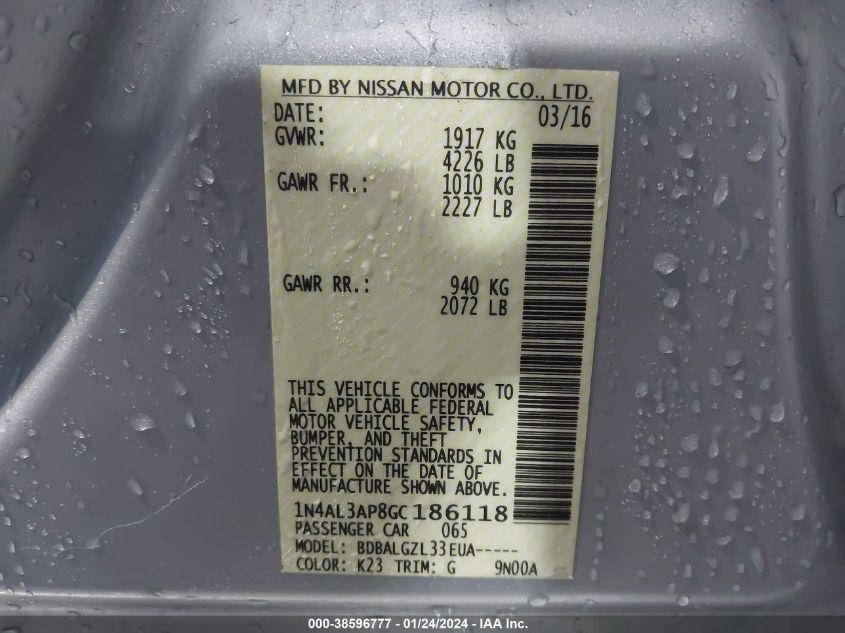 MFD BY NISSAN MOTOR CO., LTD.
DATE: 03/16
GVWR: 1917 KG
4226 LB
GAWR FR.: 1010 KG
2227 LB
GAWR RR.: 940 KG
2072 LB
THIS VEHICLE CONFORMS TO
ALL APPLICABLE FEDERAL
MOTOR VEHICLE SAFETY,
BUMPER, AND THEFT
PREVENTION STANDARDS IN
EFFECT ON THE DATE OF
MANUFACTURE SHOWN ABOVE.
1N4AL3AP8GC186118
PASSENGER CAR 065
MODEL: BDBALGZL33EUA-----
COLOR: K23 TRIM: G 9N00A
000-38596777 - 01/24/2024 - IAA Inc.